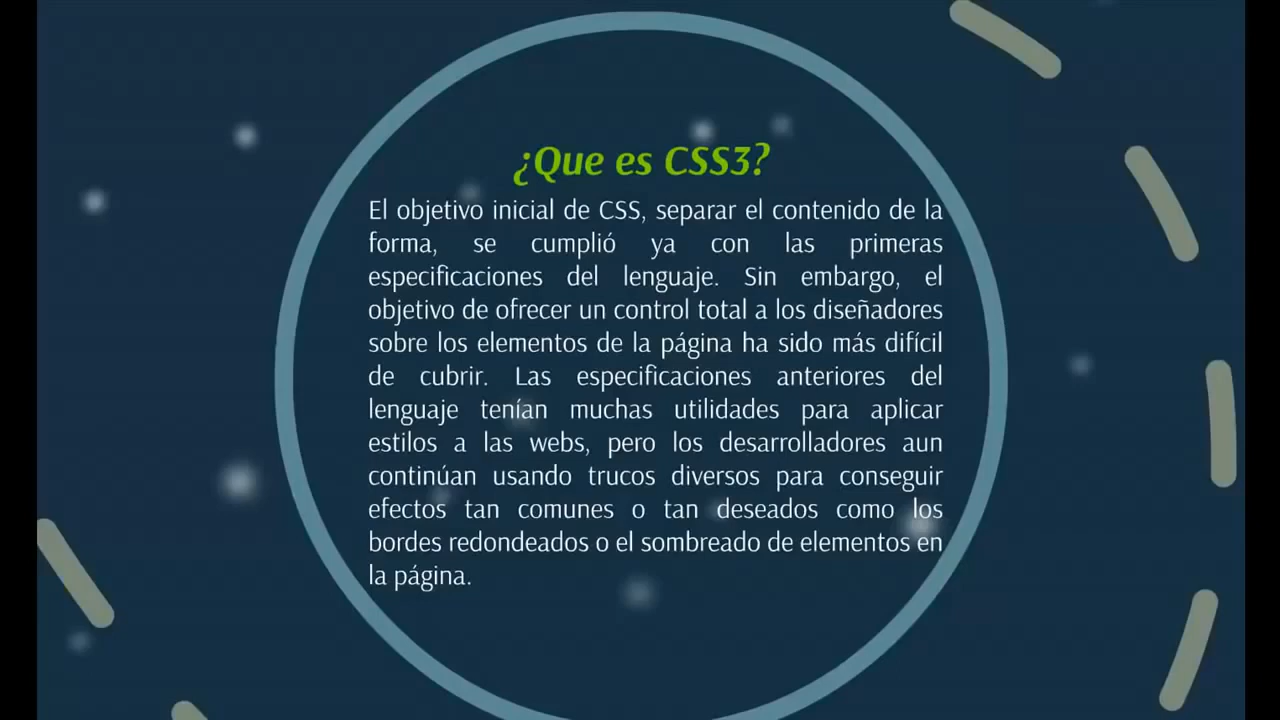 ¿Que es CSS3?
El objetivo inicial de CSS, separar el contenido de la
forma, se cumplió ya con las primeras
especificaciones del lenguaje. Sin embargo, el
objetivo de ofrecer un control total a los diseñadores
sobre los elementos de la página ha sido más difícil
de cubrir. Las especificaciones anteriores del
lenguaje tenían muchas utilidades para aplicar
estilos a las webs, pero los desarrolladores aun
continúan usando trucos diversos para conseguir
efectos tan comunes o tan deseados como los
bordes redondeados o el sombreado de elementos en
la página.